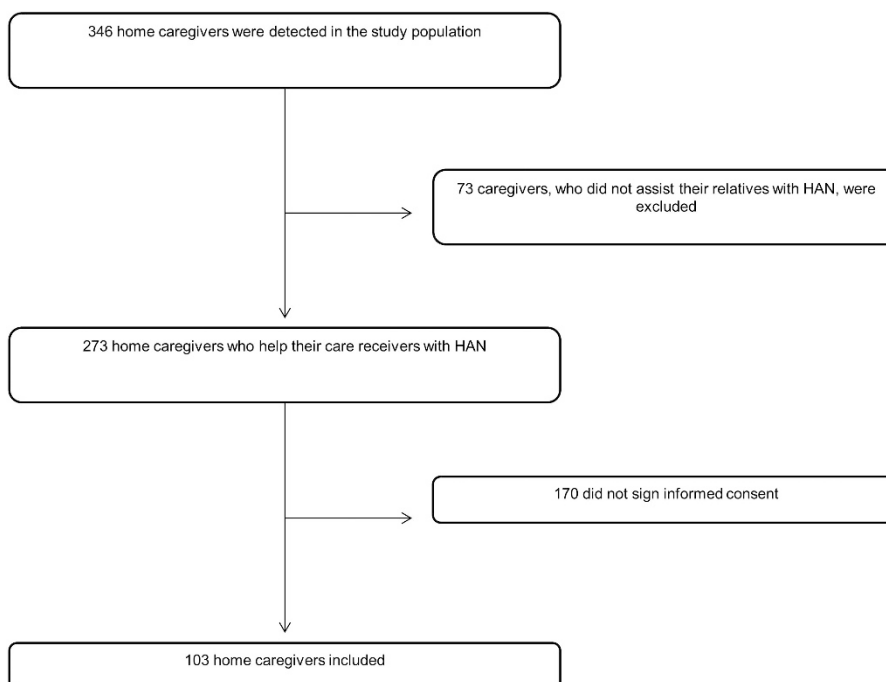 346 home caregivers were detected in the study population
73 caregivers, who did not assist their relatives with HAN, were
excluded
273 home caregivers who help their care receivers with HAN
170 did not sign informed consent
103 home caregivers included